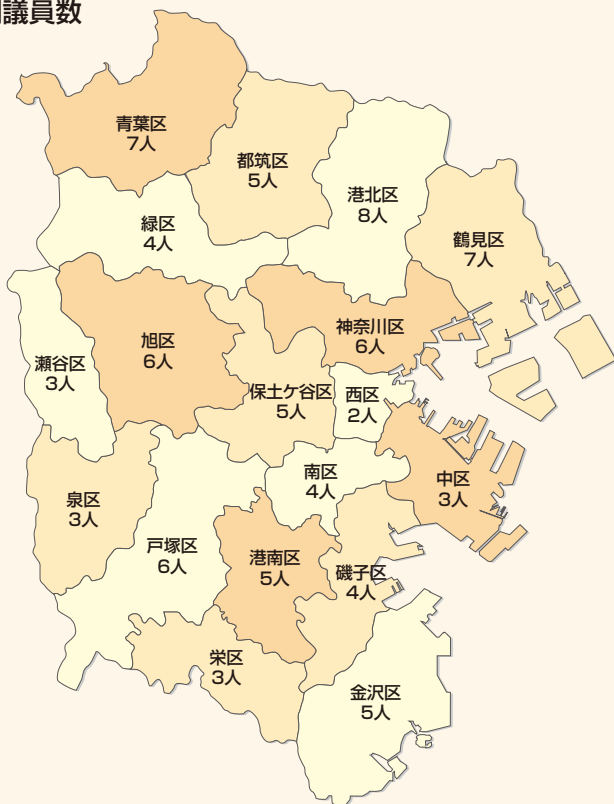 議員数
青葉区
7人
都筑区
5人
港北区
8人
緑区
4人
鶴見区
7人
神奈川区
6人
旭区
6人
瀬谷区
3人
保土ケ谷区
5人
西区
2人
南区
4人
中区
3人
泉区
3人
戸塚区
6人
港南区
5人
磯子区
4人
栄区
3人
金沢区
5人